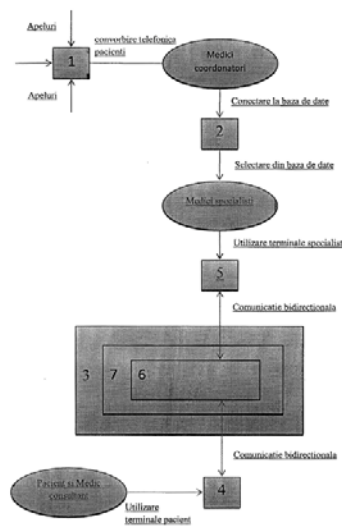 Apeluri
convorbire telefonica
pacienti
1
Medici
coordonatori
Apeluri
Conectare la baza de date
2
Selectare din baza de date
Medici specialisti
Utilizare terminale specialist
5
Comunicatie bidirectionala
3 7 6
Comunicatie bidirectionala
Pacient si Medic
consultant
4
Utilizare
terminale pacient